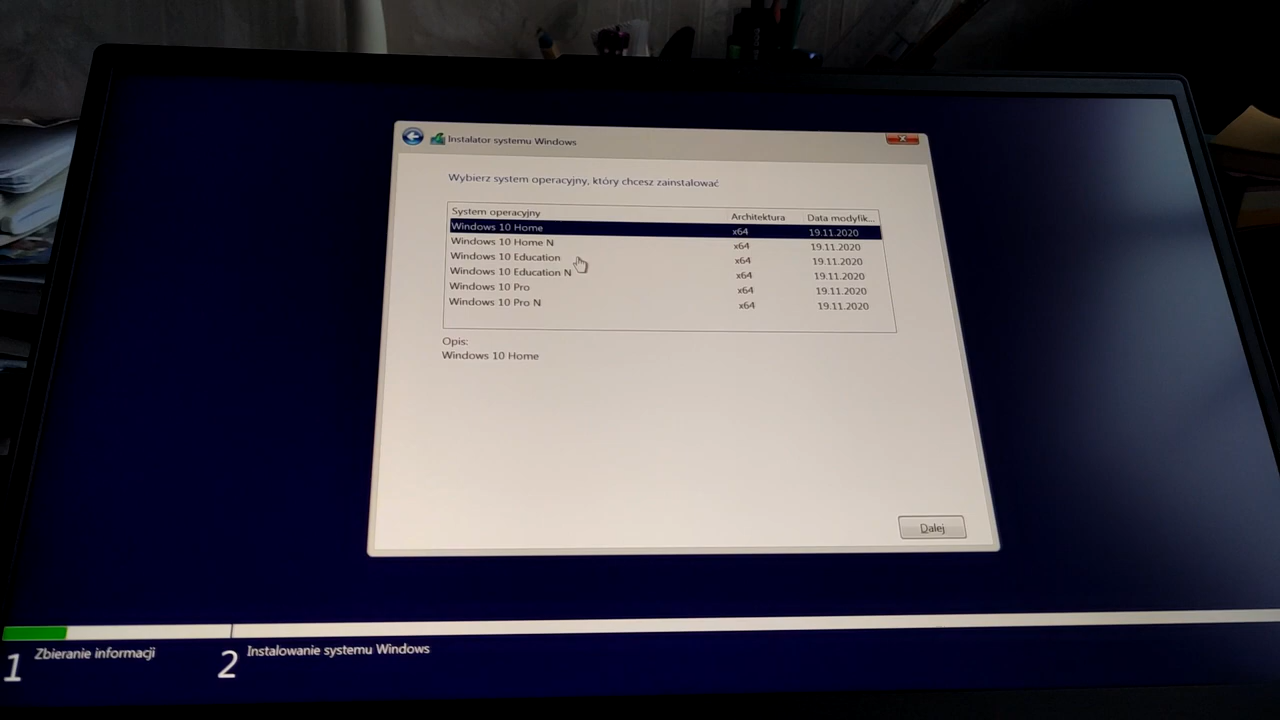 Instalator systemu Windows
Wybierz system operacyjny, który chcesz zainstalować
System operacyjny Architektura Data modyfik...
Windows 10 Home x64 19.11.2020
Windows 10 Home N x64 19.11.2020
Windows 10 Education x64 19.11.2020
Windows 10 Education N x64 19.11.2020
Windows 10 Pro x64 19.11.2020
Windows 10 Pro N x64 19.11.2020
Opis:
Windows 10 Home
Dalej
1 Zbieranie informacji
2 Instalowanie systemu Windows